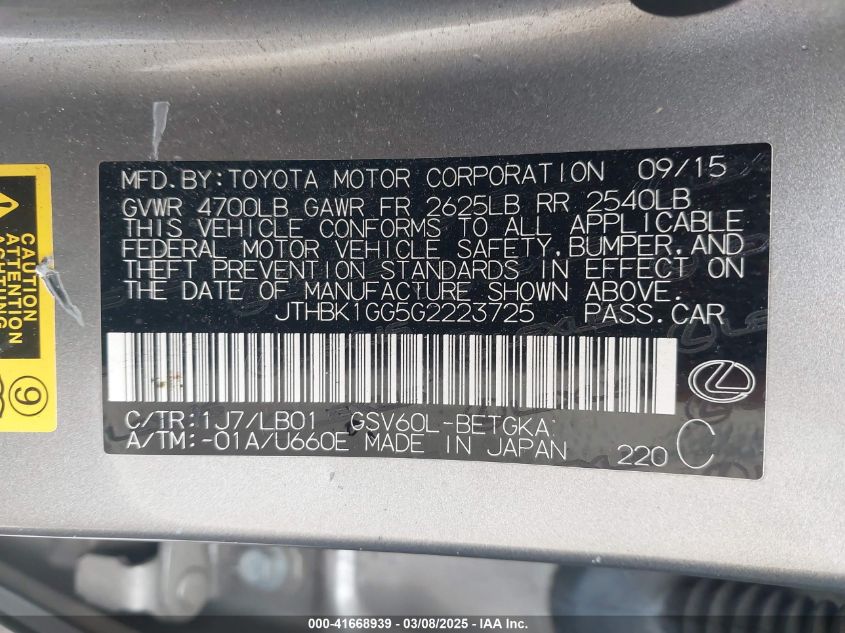 MFD. BY: TOYOTA MOTOR CORPORATION 09/15
GVWR 4700LB GAWR FR 2625LB RR 2540LB
THIS VEHICLE CONFORMS TO ALL APPLICABLE
FEDERAL MOTOR VEHICLE SAFETY, BUMPER, AND
THEFT PREVENTION STANDARDS IN EFFECT ON
THE DATE OF MANUFACTURE SHOWN ABOVE.
JTHBK1GG5G2223725 PASS. CAR
C/TR: 1J7/LB01 GSV60L-BETGKA
A/TM: -01A/U660E MADE IN JAPAN
220 C
CAUTION
ATTENTION
ACHTUNG
9
000-41668939 - 03/08/2025 - IAA Inc.